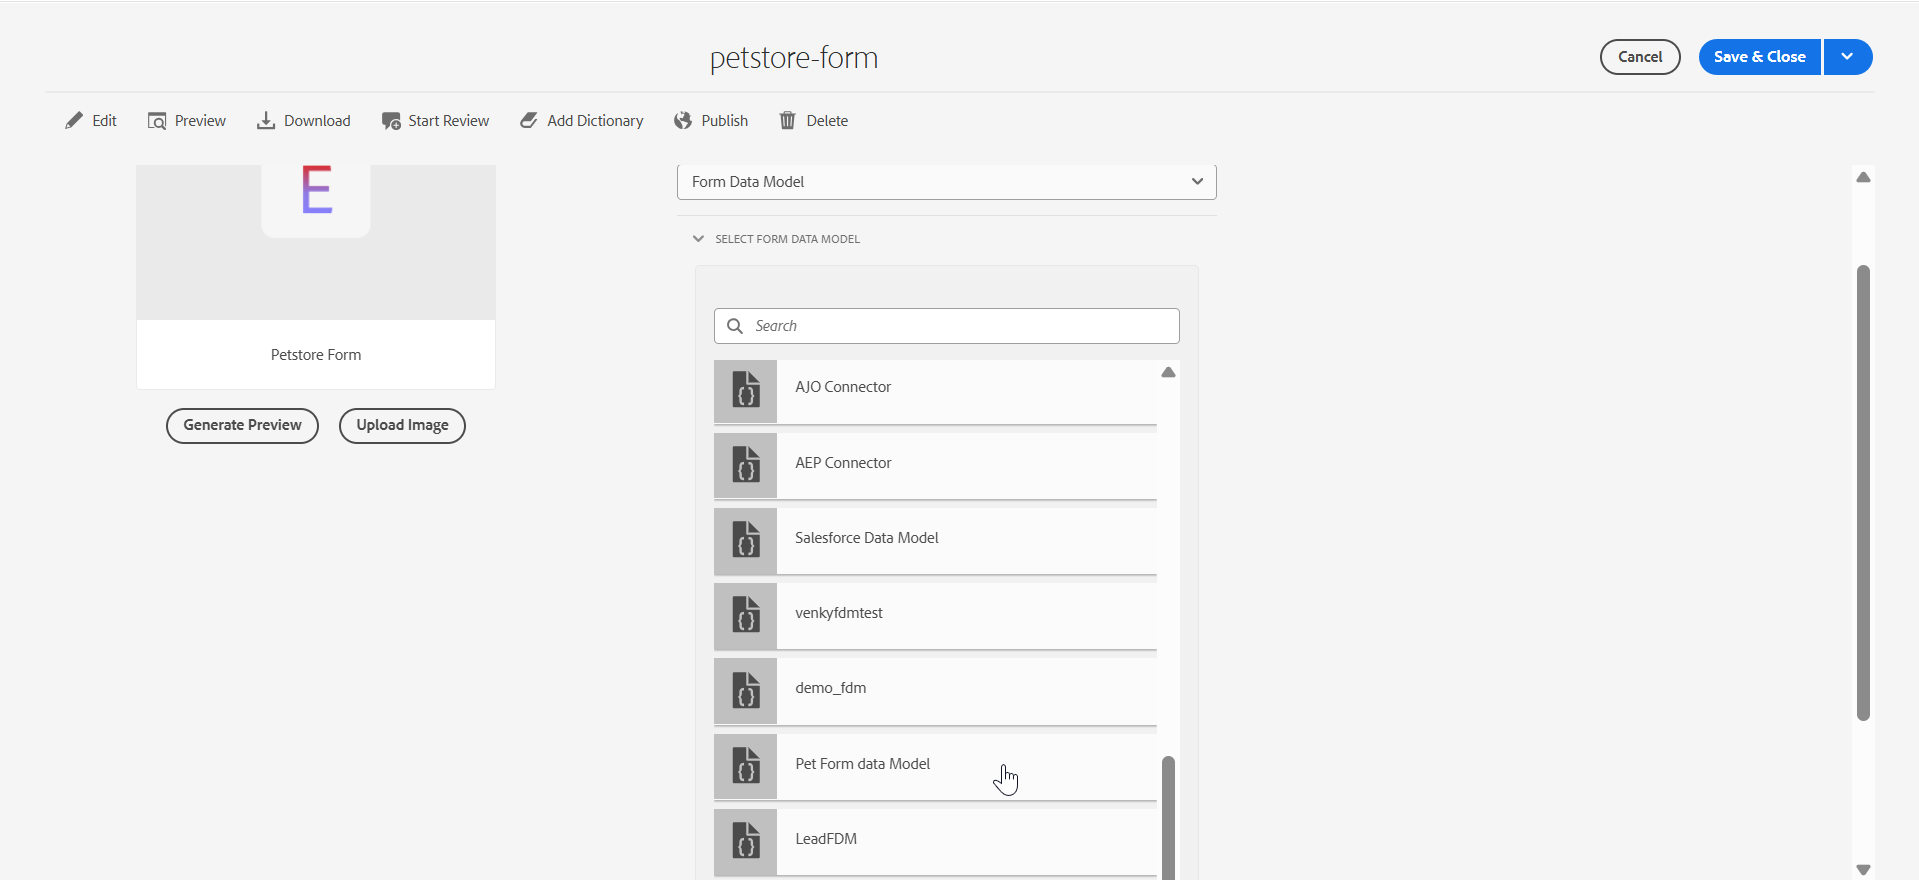 petstore-form
Cancel
Save & Close
Edit
Preview
Download
Start Review
Add Dictionary
Publish
Delete
E
Petstore Form
Generate Preview
Upload Image
Form Data Model
SELECT FORM DATA MODEL
Search
AJO Connector
AEP Connector
Salesforce Data Model
venkyfdmtest
demo_fdm
Pet Form data Model
LeadFDM